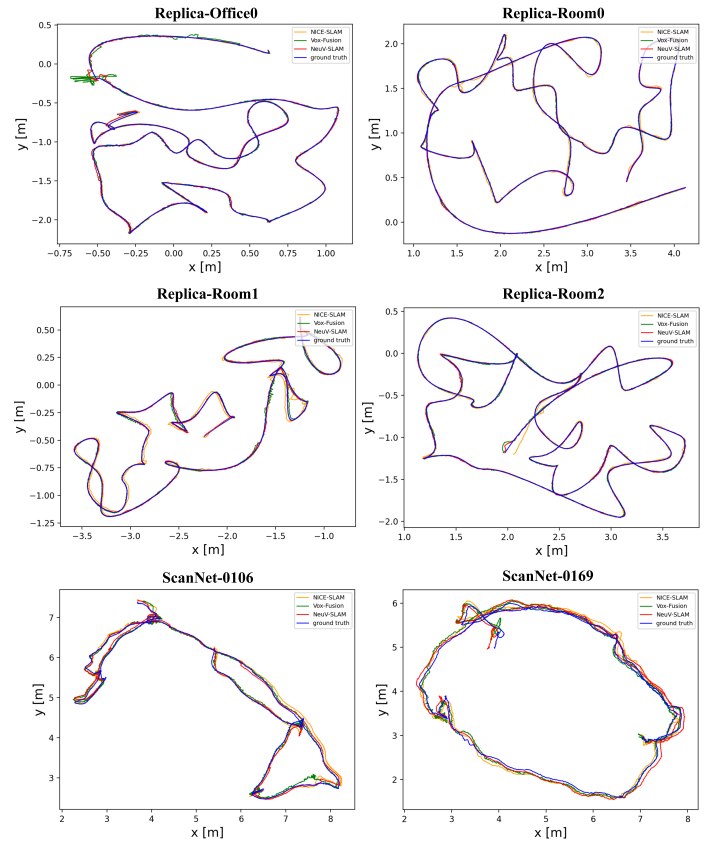 Replica-Office0
NICE-SLAM
Vox-Fusion
NeuV-SLAM
ground truth
0.5
0.0
−0.5
−1.0
−1.5
−2.0
y [m]
−0.75 −0.50 −0.25 0.00 0.25 0.50 0.75 1.00
x [m]
Replica-Room0
NICE-SLAM
Vox-Fusion
NeuV-SLAM
ground truth
2.0
1.5
1.0
0.5
0.0
y [m]
1.0 1.5 2.0 2.5 3.0 3.5 4.0
x [m]
Replica-Room1
NICE-SLAM
Vox-Fusion
NeuV-SLAM
ground truth
0.50
0.25
0.00
−0.25
−0.50
−0.75
−1.00
−1.25
y [m]
−3.5 −3.0 −2.5 −2.0 −1.5 −1.0
x [m]
Replica-Room2
NICE-SLAM
Vox-Fusion
NeuV-SLAM
ground truth
0.5
0.0
−0.5
−1.0
−1.5
−2.0
y [m]
1.0 1.5 2.0 2.5 3.0 3.5
x [m]
ScanNet-0106
NICE-SLAM
Vox-Fusion
NeuV-SLAM
ground truth
7
6
5
4
3
y [m]
2 3 4 5 6 7 8
x [m]
ScanNet-0169
NICE-SLAM
Vox-Fusion
NeuV-SLAM
ground truth
6
5
4
3
2
y [m]
2 3 4 5 6 7 8
x [m]